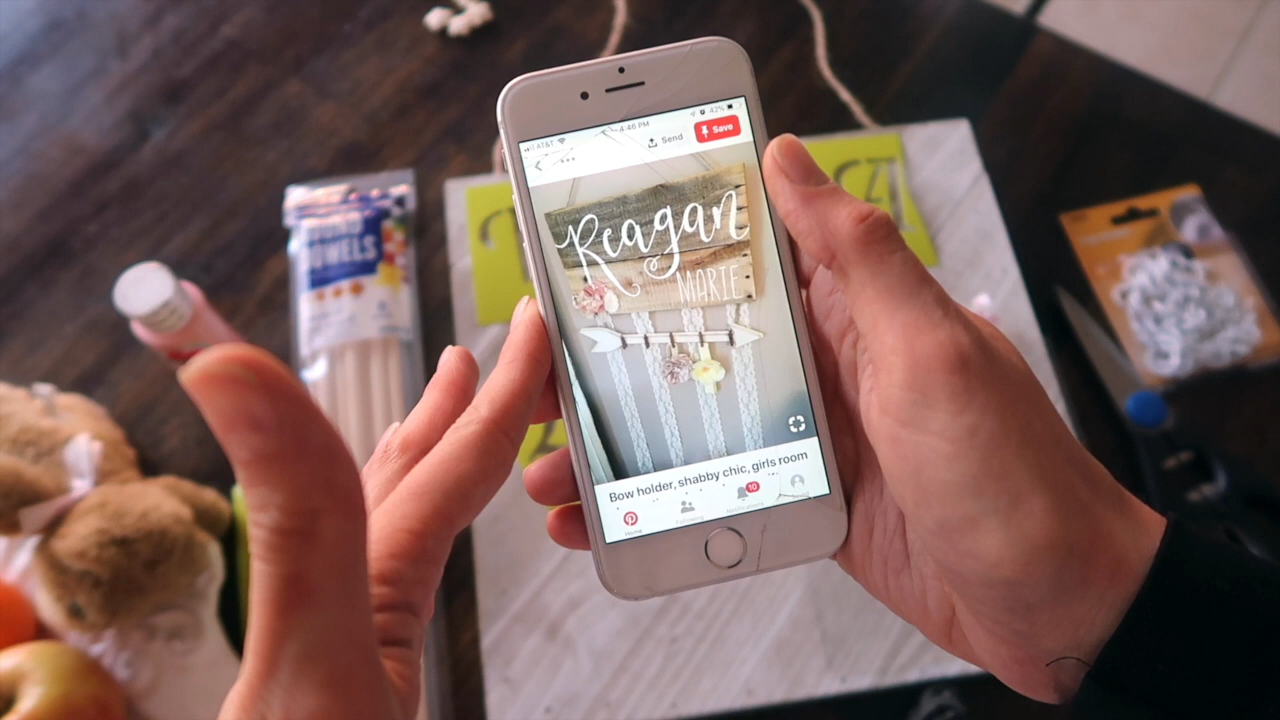 AT&T 4:46 PM 42%
Send Save
Reagan
MARIE
Bow holder, shabby chic, girls room
10
Home Following Notifications
DOWELS